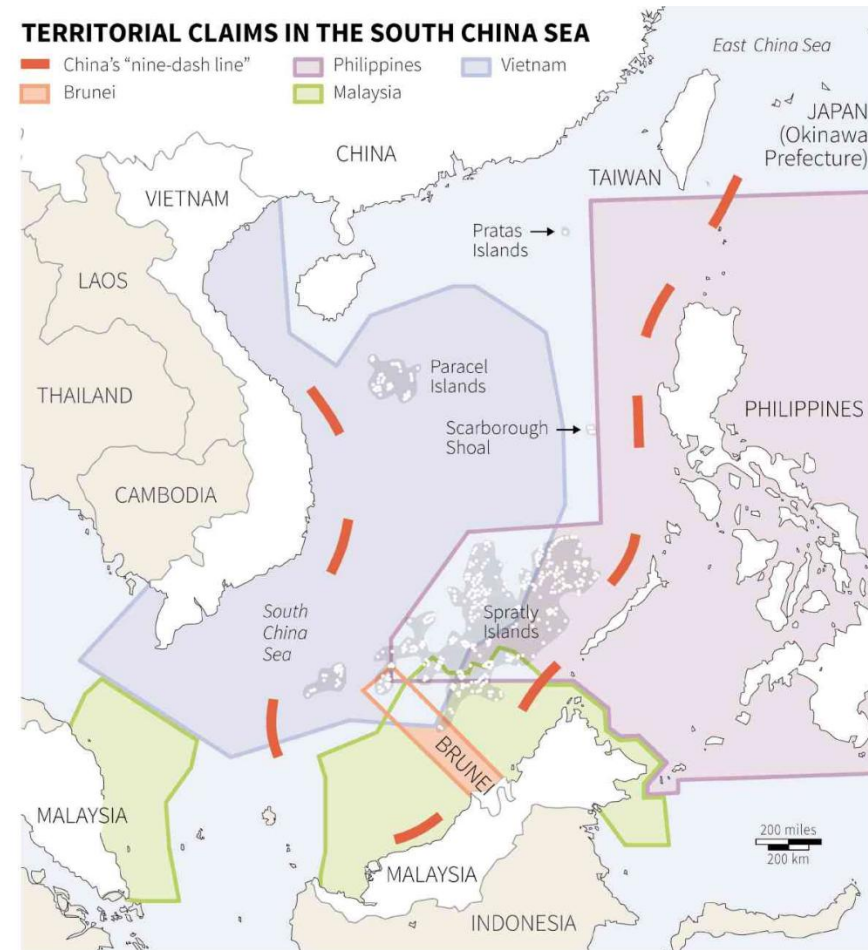 TERRITORIAL CLAIMS IN THE SOUTH CHINA SEA
China's “nine-dash line”
Philippines
Vietnam
Brunei
Malaysia
East China Sea
JAPAN
(Okinawa
Prefecture)
CHINA
TAIWAN
VIETNAM
Pratas
Islands
LAOS
Paracel
Islands
THAILAND
Scarborough
Shoal
PHILIPPINES
CAMBODIA
South
China
Sea
Spratly
Islands
BRUNEI
MALAYSIA
200 miles
200 km
MALAYSIA
INDONESIA